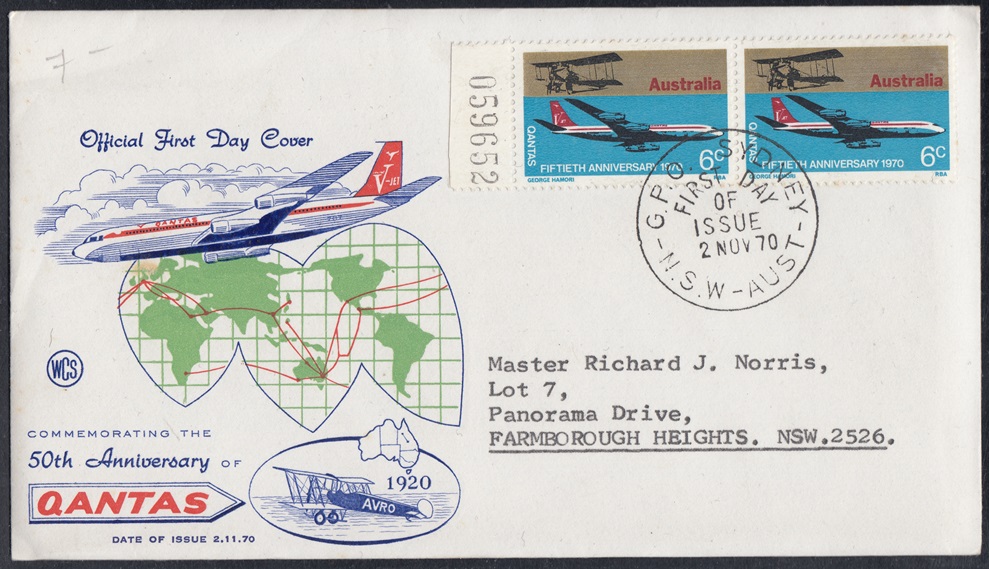 7 -
Official First Day Cover
V-JET
QANTAS
707
WCS
COMMEMORATING THE
50th Anniversary OF
QANTAS
DATE OF ISSUE 2.11.70
1920
AVRO
059652
Australia
QANTAS
FIFTIETH ANNIVERSARY 1970
6c
GEORGE HAMORI
RBA
Australia
QANTAS
FIFTIETH ANNIVERSARY 1970
6c
GEORGE HAMORI
RBA
G.P.O. SYDNEY
FIRST DAY
OF
ISSUE
2 NOV 70
-N.S.W-AUST-
Master Richard J. Norris,
Lot 7,
Panorama Drive,
FARMBOROUGH HEIGHTS. NSW.2526.